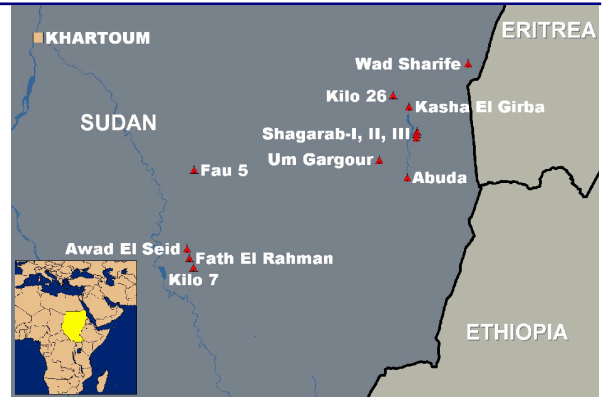 ERITREA
KHARTOUM
Wad Sharife
Kilo 26
Kasha El Girba
SUDAN
Shagarab-I, II, III
Um Gargour
Fau 5
Abuda
Awad El Seid
Fath El Rahman
Kilo 7
ETHIOPIA